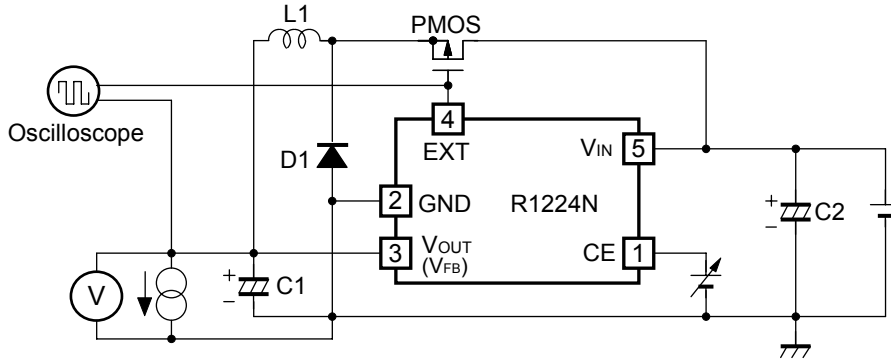 L1
PMOS
Oscilloscope
4
EXT
D1
VIN
5
2
GND
R1224N
+
−
C2
3
VOUT
(VFB)
CE
1
V
+
−
C1